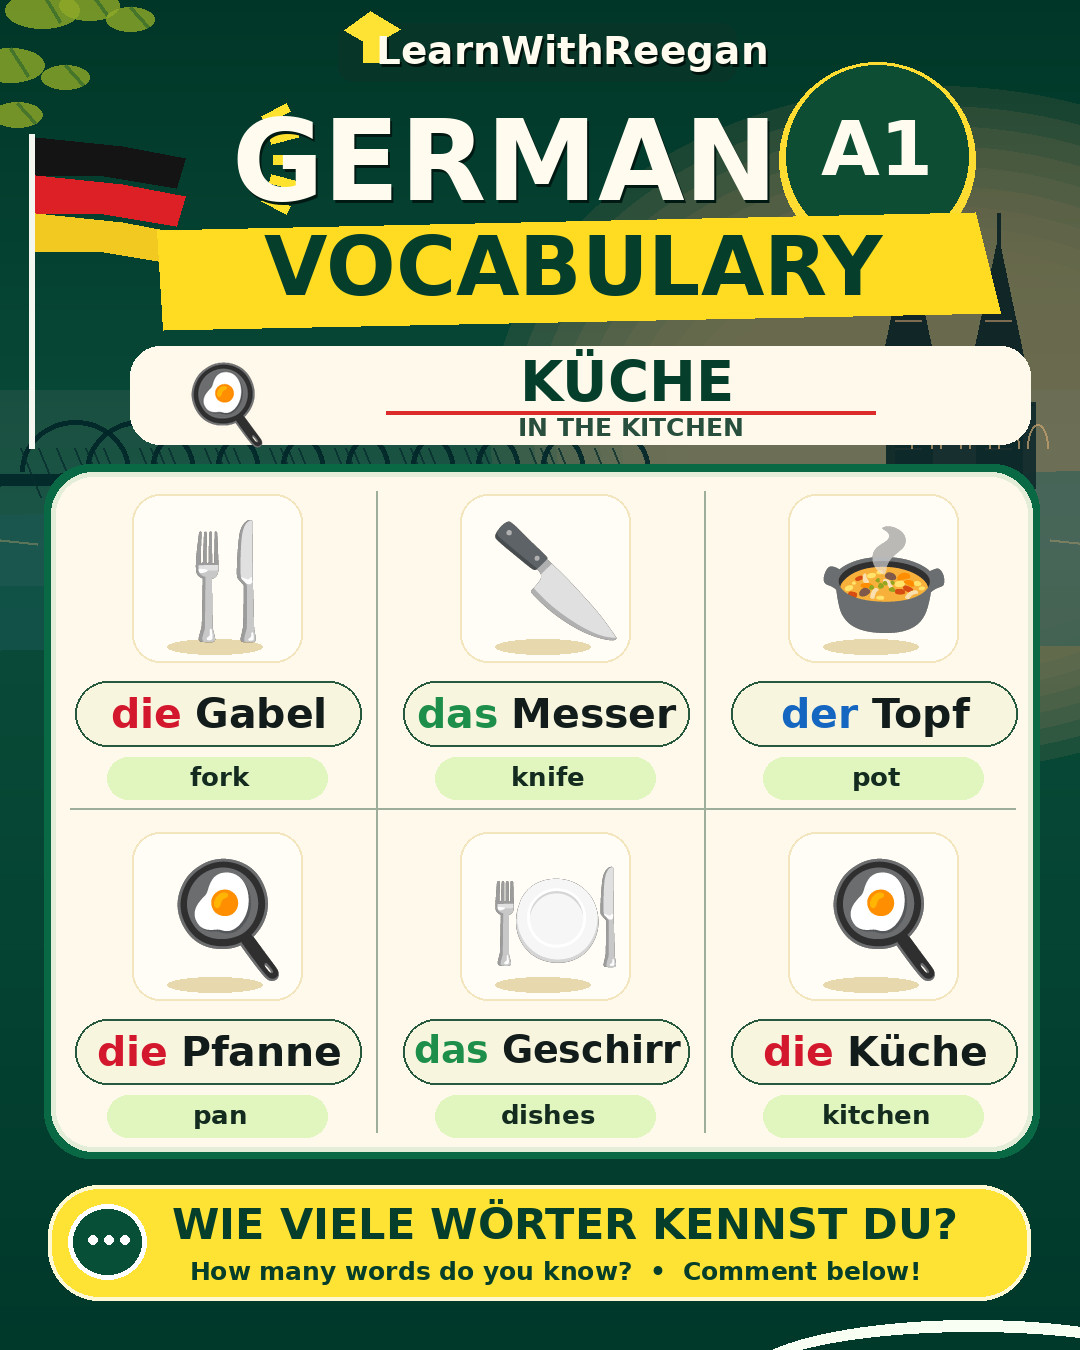 LearnWithReegan
GERMAN
A1
VOCABULARY
KÜCHE
IN THE KITCHEN
die Gabel
das Messer
der Topf
fork
knife
pot
die Pfanne
das Geschirr
die Küche
pan
dishes
kitchen
WIE VIELE WÖRTER KENNST DU?
How many words do you know? • Comment below!